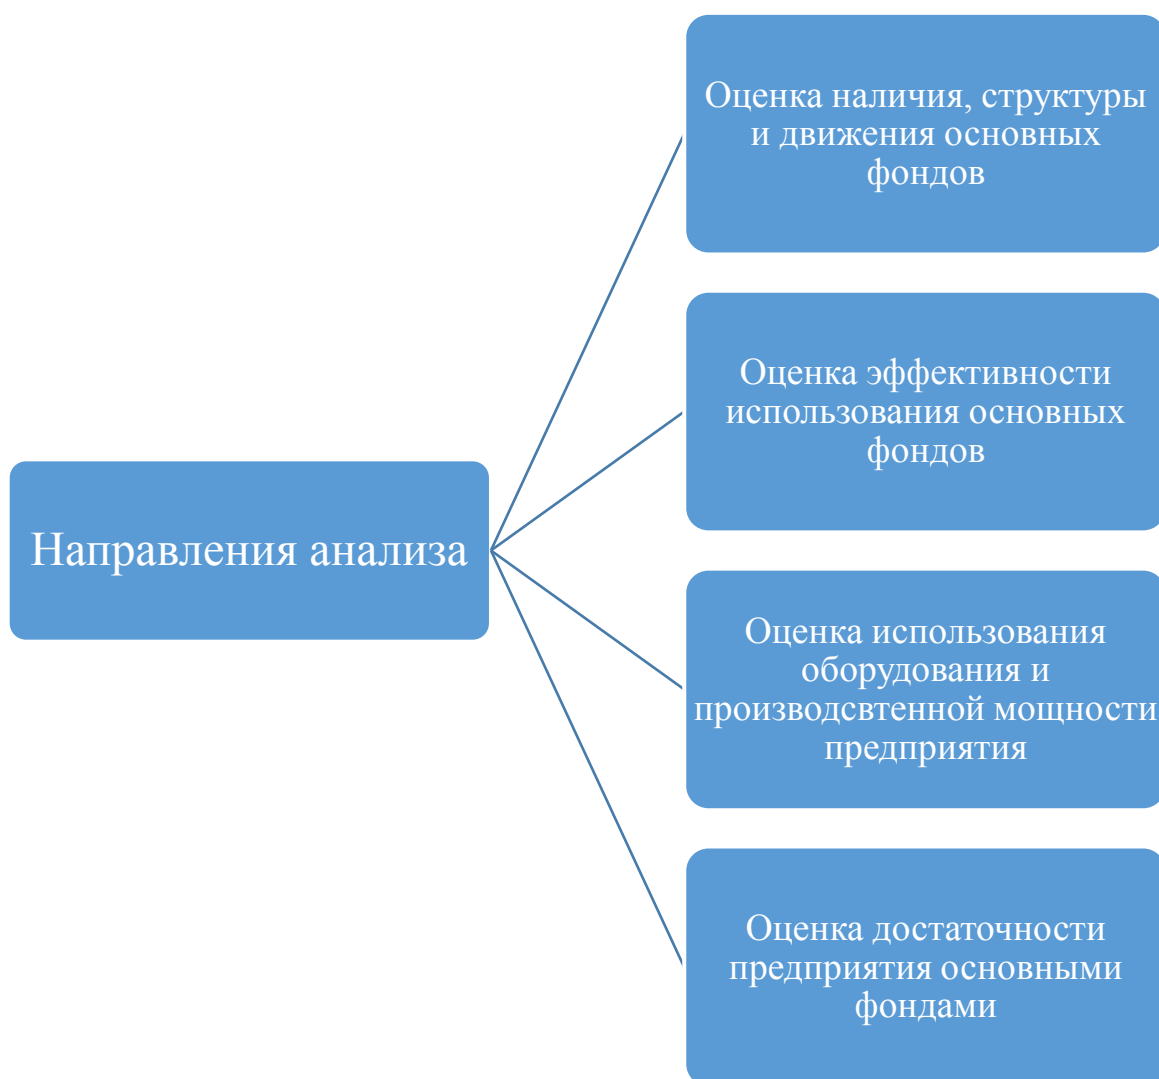 Направления анализа
Оценка наличия, структуры
и движения основных
фондов
Оценка эффективности
использования основных
фондов
Оценка использования
оборудования и
производсвтенной мощности
предприятия
Оценка достаточности
предприятия основными
фондами